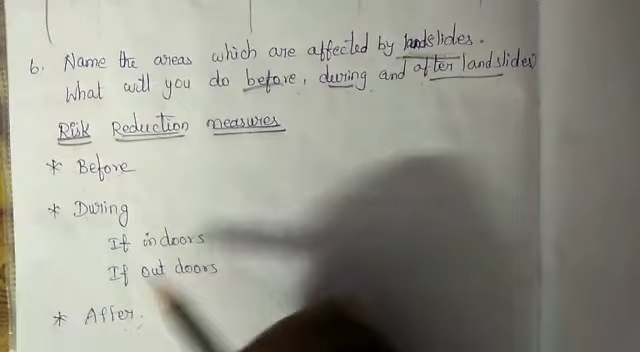 6. Name the areas which are affected by landslides.
What will you do before, during and after landslides
Risk Reduction measures
* Before
* During
If indoors
If out doors
* After.